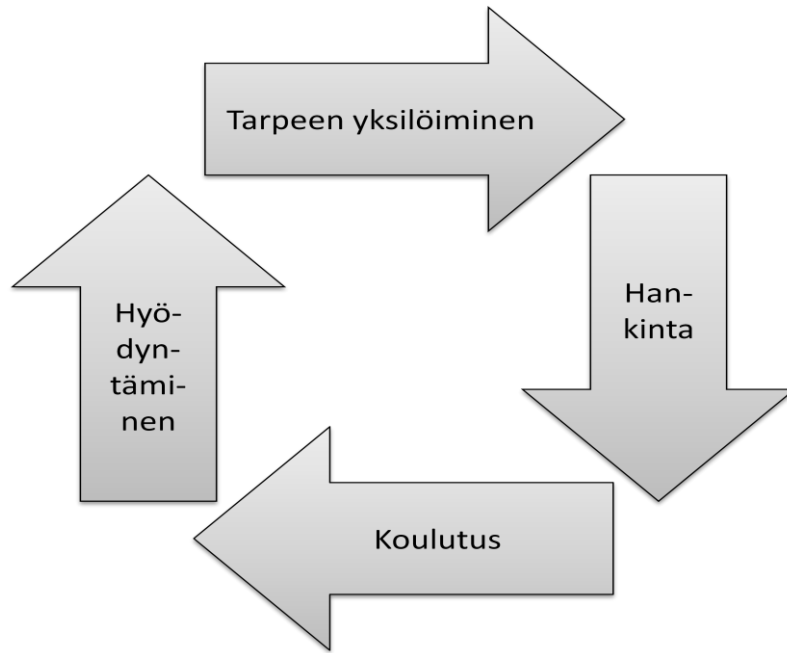 Tarpeen yksilöiminen
Han-
kinta
Koulutus
Hyö-
dyn-
tämi-
nen